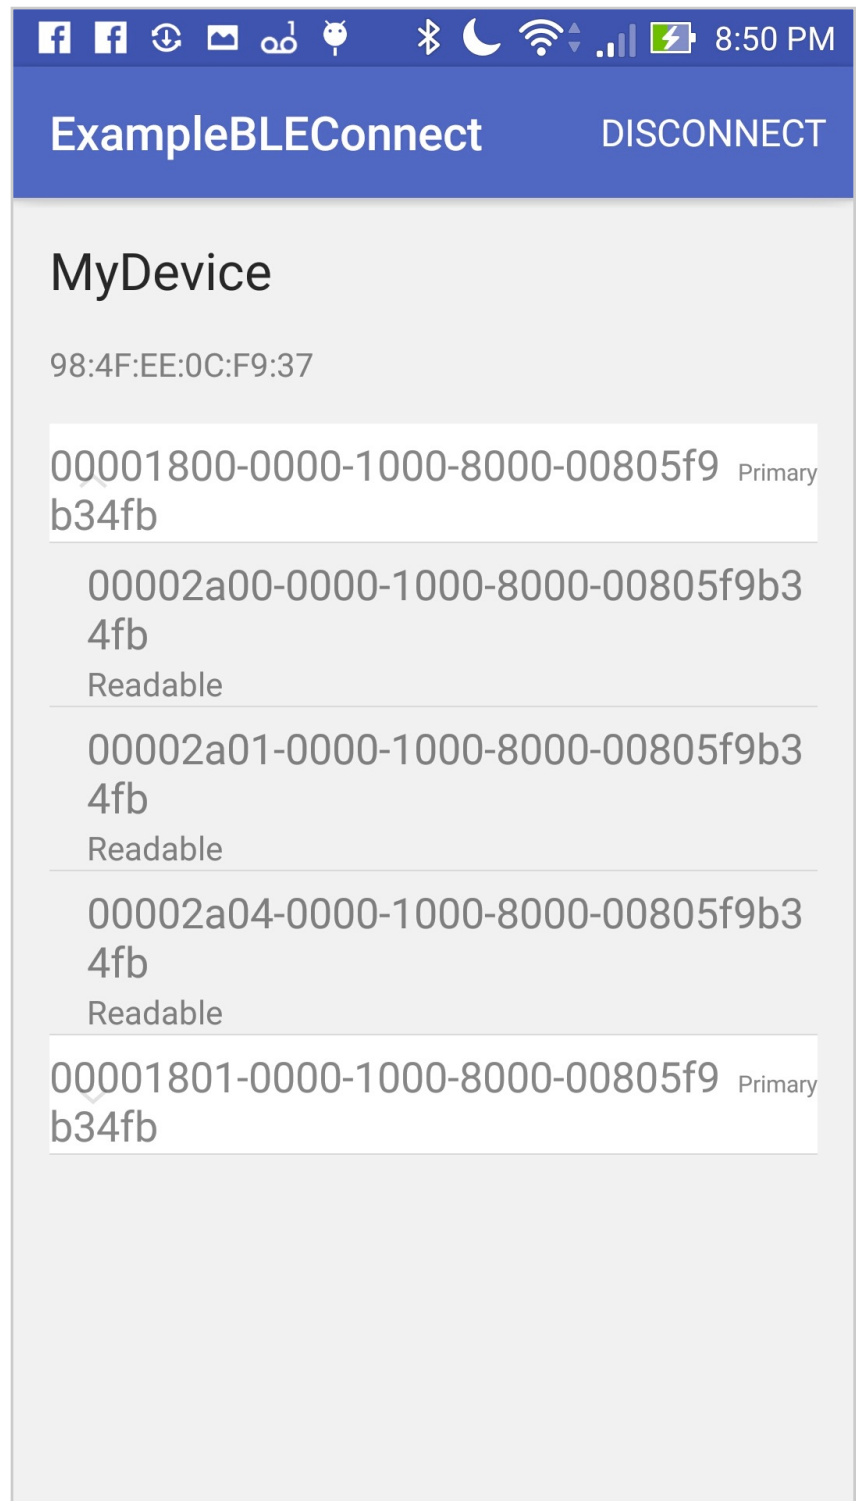 8:50 PM
ExampleBLEConnect DISCONNECT
MyDevice
98:4F:EE:0C:F9:37
00001800-0000-1000-8000-00805f9 Primary
b34fb
00002a00-0000-1000-8000-00805f9b3
4fb
Readable
00002a01-0000-1000-8000-00805f9b3
4fb
Readable
00002a04-0000-1000-8000-00805f9b3
4fb
Readable
00001801-0000-1000-8000-00805f9 Primary
b34fb